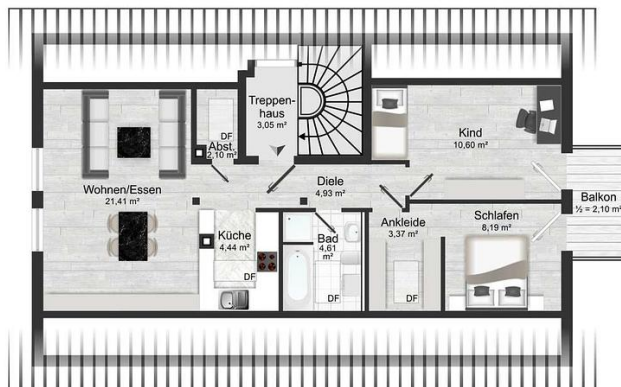 Treppen-
haus
3,05 m²
DF
Abst.
2,10 m²
Kind
10,60 m²
Wohnen/Essen
21,41 m²
Diele
4,93 m²
Balkon
½ = 2,10 m²
Küche
4,44 m²
DF
Bad
4,61
m²
DF
Ankleide
3,37 m²
DF
Schlafen
8,19 m²